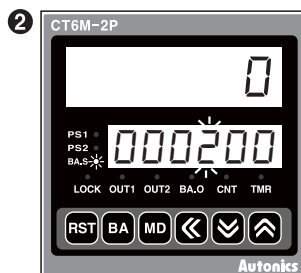 2
CT6M-2P
0
PS1
PS2
BA.S
000200
LOCK OUT1 OUT2 BA.O CNT TMR
RST BA MD
Autonics